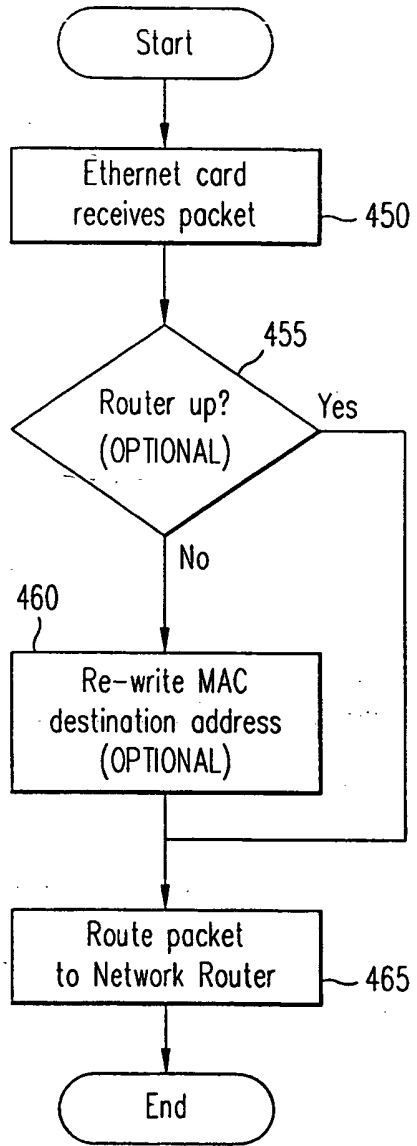 Start
Ethernet card
receives packet
450
455
Router up?
(OPTIONAL)
Yes
No
460
Re-write MAC
destination address
(OPTIONAL)
Route packet
to Network Router
465
End